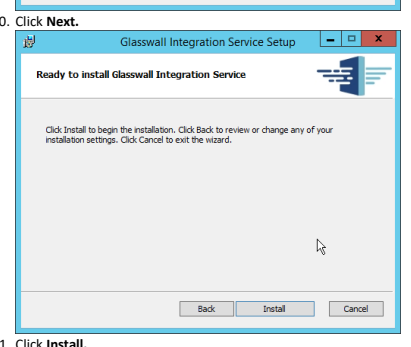 0. Click Next.
Glasswall Integration Service Setup
Ready to install Glasswall Integration Service
Click Install to begin the installation. Click Back to review or change any of your
installation settings. Click Cancel to exit the wizard.
Back Install Cancel
1. Click Install.